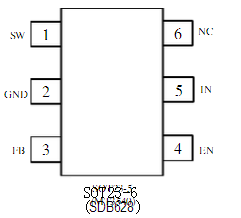 SW 1 6 NC
GND 2 5 IN
FB 3 4 EN
SOT23-6
(SDB628)